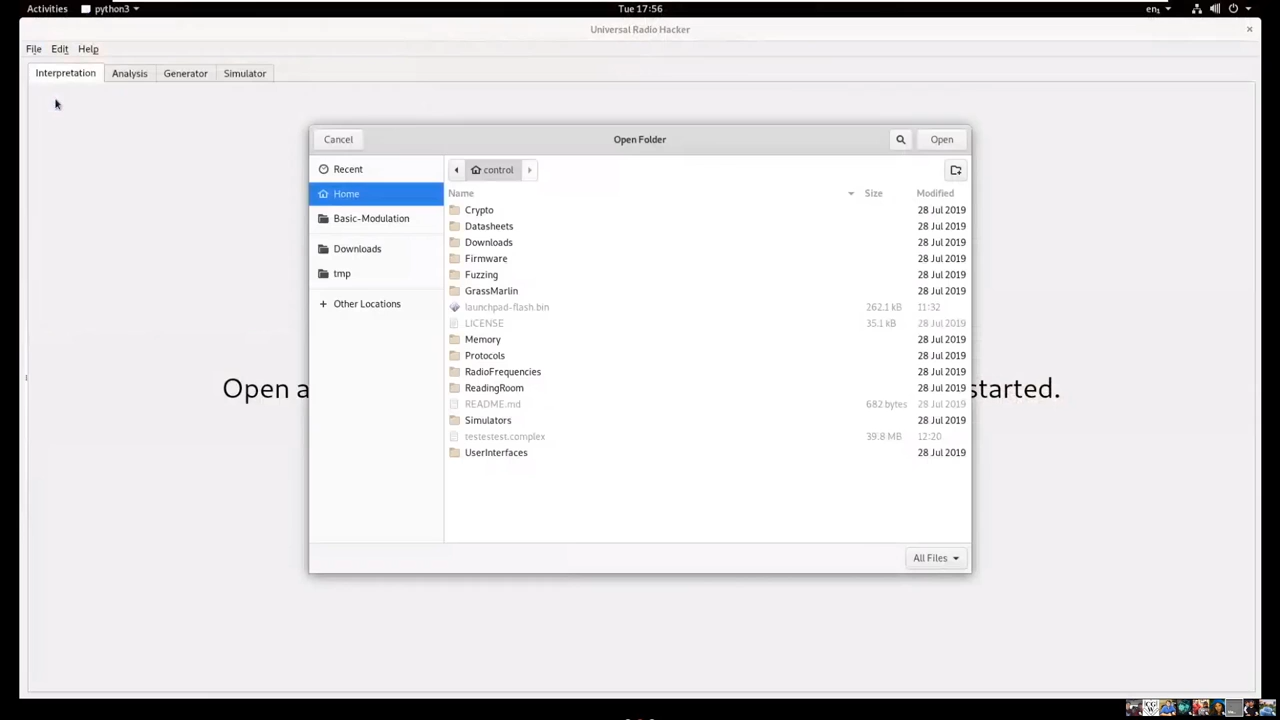 Activities python3 Tue 17:56 en₁
Universal Radio Hacker
File Edit Help
Interpretation Analysis Generator Simulator
Cancel Open Folder Open
Recent
Home
Basic-Modulation
Downloads
tmp
+ Other Locations
control
Name Size Modified
Crypto 28 Jul 2019
Datasheets 28 Jul 2019
Downloads 28 Jul 2019
Firmware 28 Jul 2019
Fuzzing 28 Jul 2019
GrassMarlin 28 Jul 2019
launchpad-flash.bin 262.1 kB 11:32
LICENSE 35.1 kB 28 Jul 2019
Memory 28 Jul 2019
Protocols 28 Jul 2019
RadioFrequencies 28 Jul 2019
ReadingRoom 28 Jul 2019
README.md 682 bytes 28 Jul 2019
Simulators 28 Jul 2019
testestest.complex 39.8 MB 12:20
UserInterfaces 28 Jul 2019
Open a started.
All Files